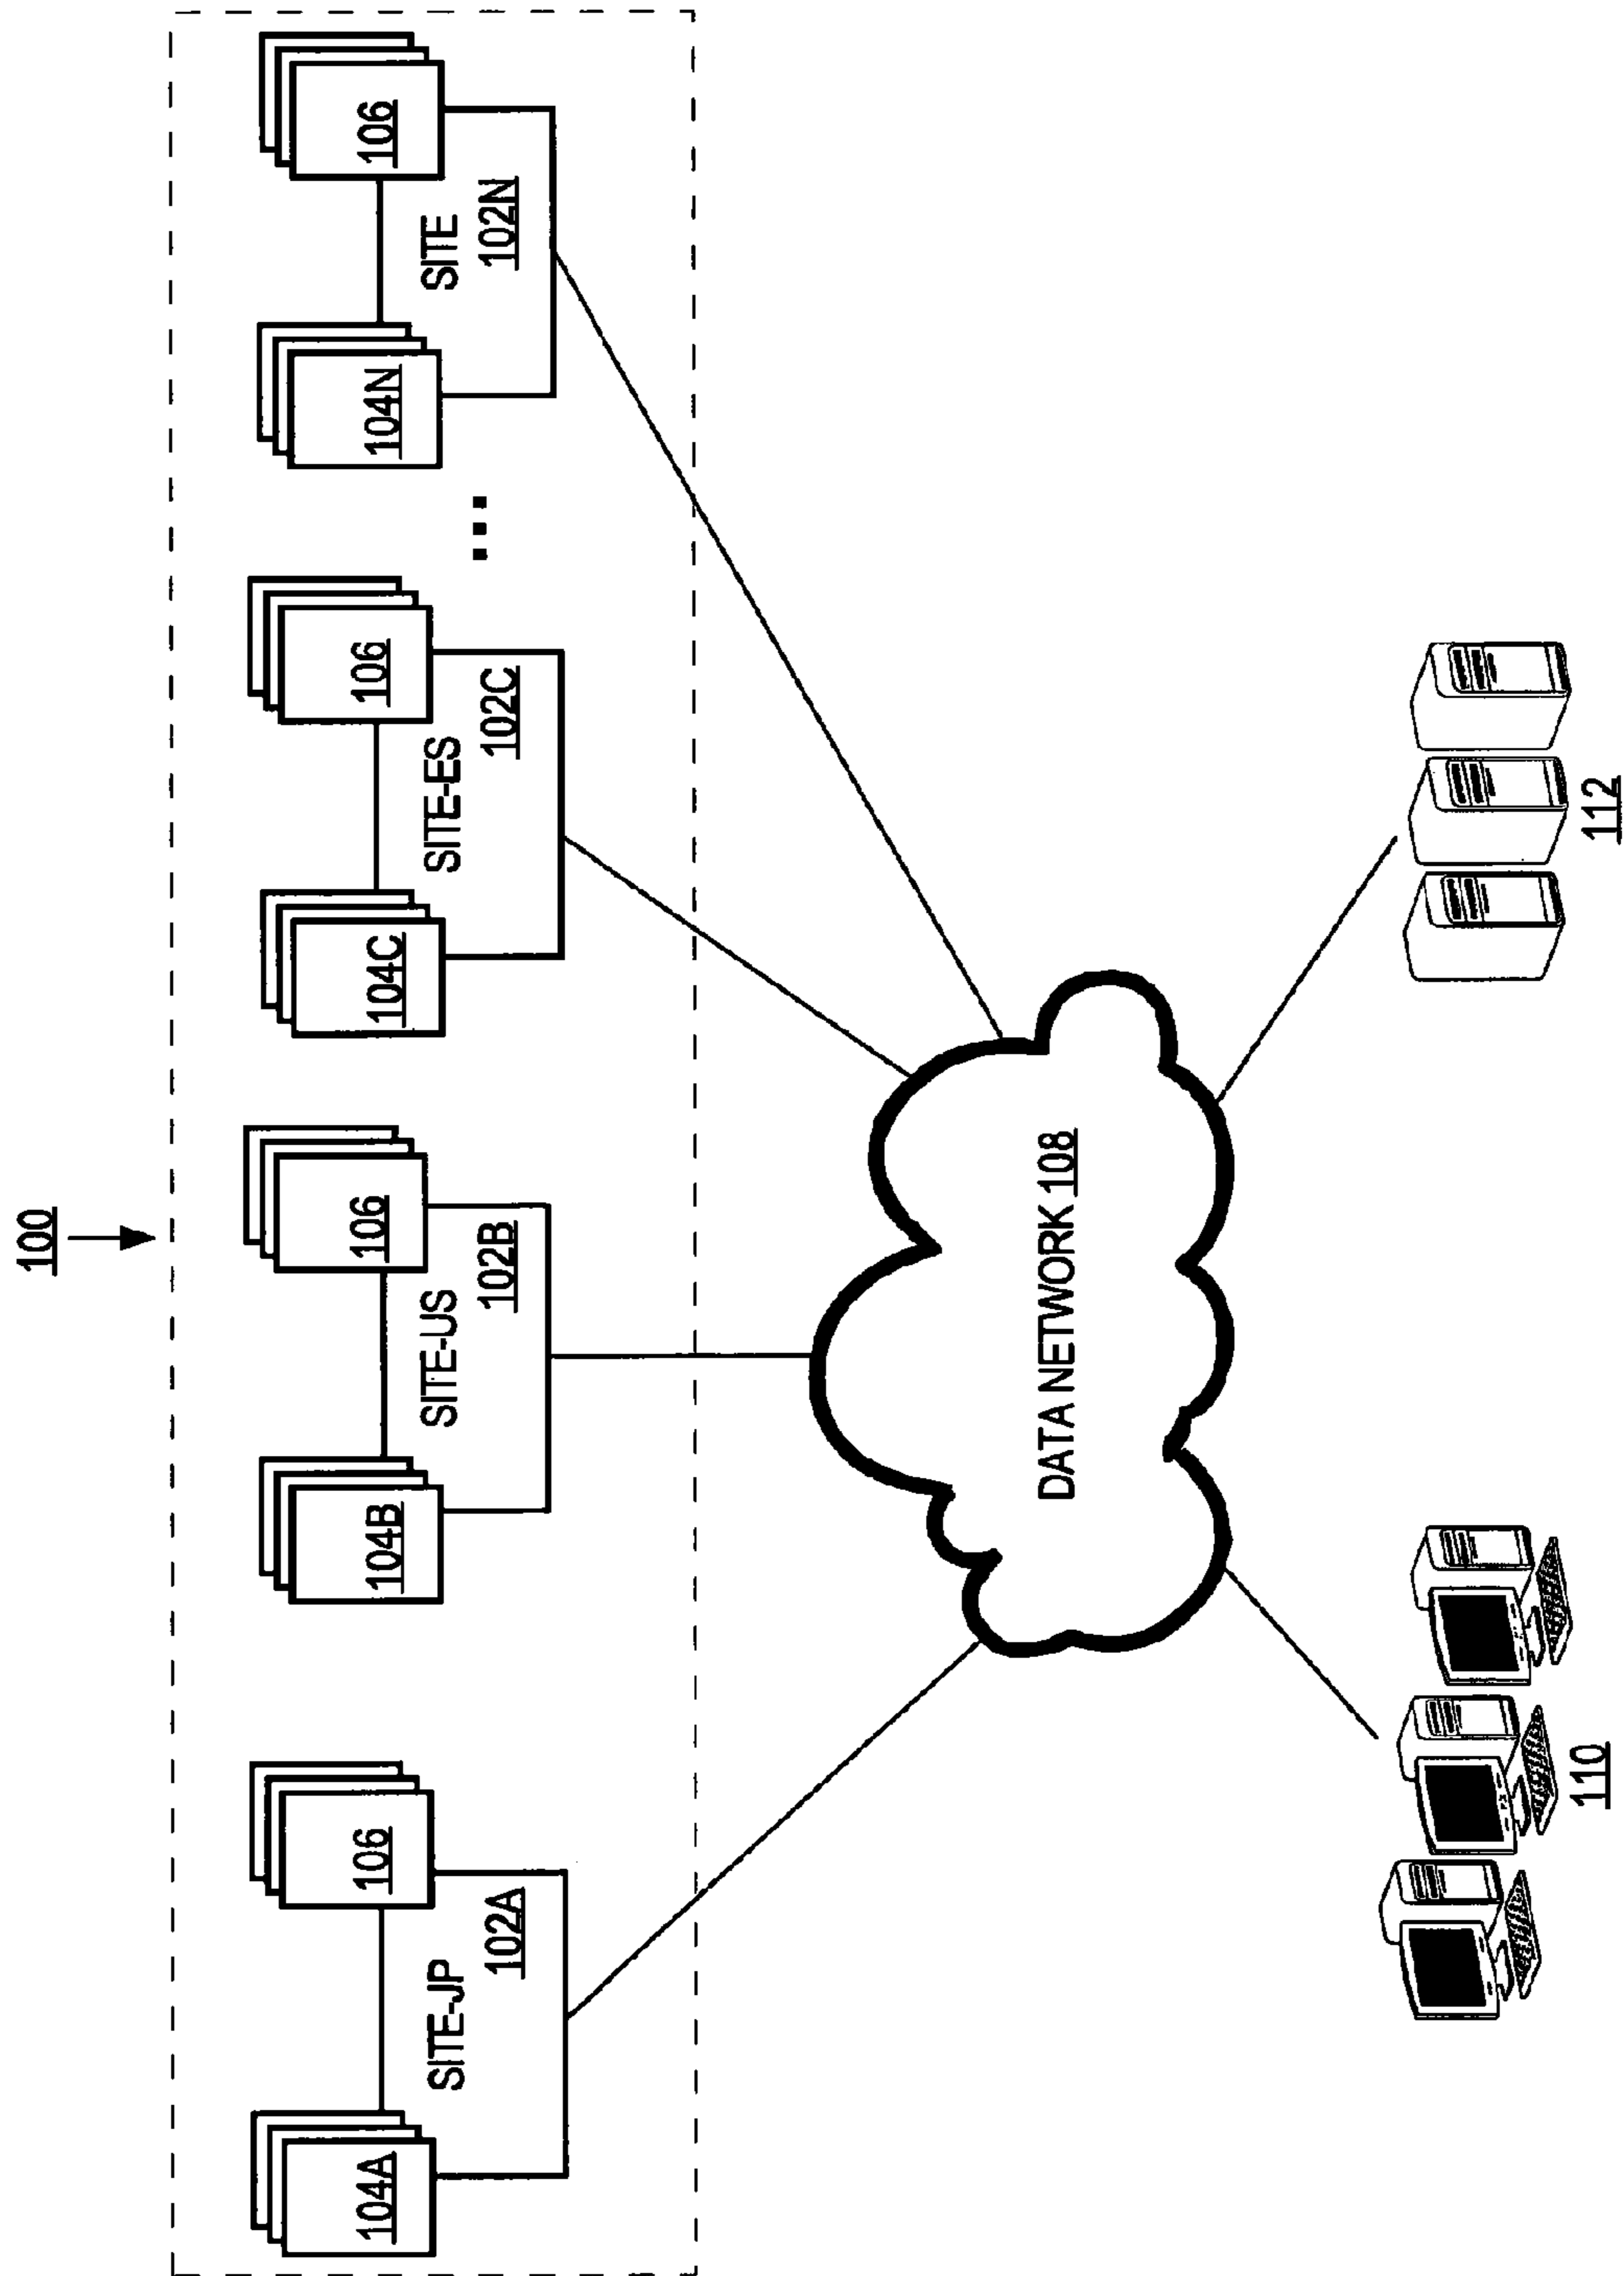 100
104A
106
104B
106
104C
106
104N
106
SITE-JP
SITE-US
SITE-ES
...
SITE
102A
102B
102C
102N
DATA NETWORK 108
110
112